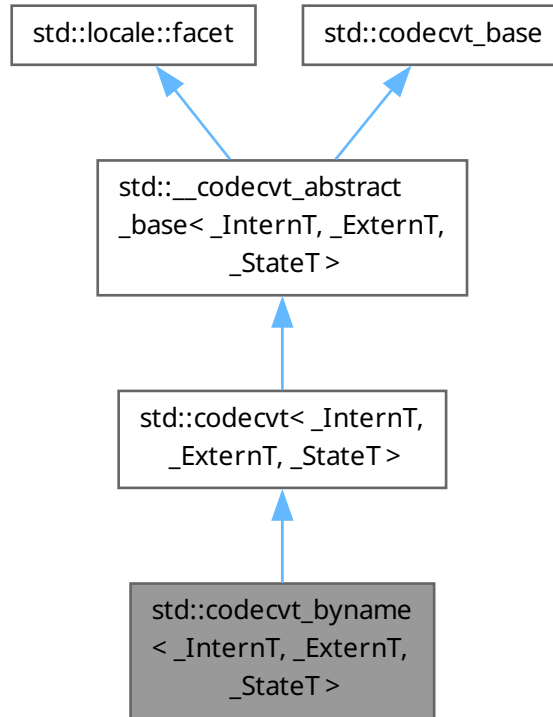 std::locale::facet
std::codecvt_base
std::__codecvt_abstract
_base< _InternT, _ExternT,
_StateT >
std::codecvt< _InternT,
_ExternT, _StateT >
std::codecvt_byname
< _InternT, _ExternT,
_StateT >